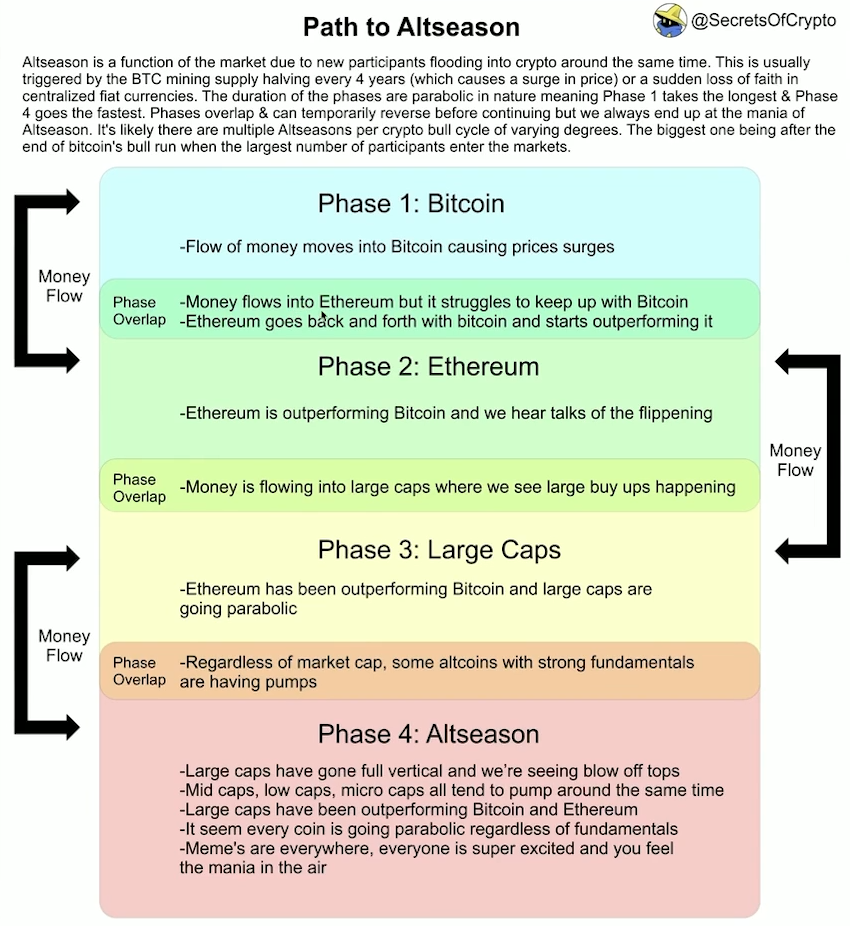 Path to Altseason
@SecretsOfCrypto
Altseason is a function of the market due to new participants flooding into crypto around the same time. This is usually
triggered by the BTC mining supply halving every 4 years (which causes a surge in price) or a sudden loss of faith in
centralized fiat currencies. The duration of the phases are parabolic in nature meaning Phase 1 takes the longest & Phase
4 goes the fastest. Phases overlap & can temporarily reverse before continuing but we always end up at the mania of
Altseason. It's likely there are multiple Altseasons per crypto bull cycle of varying degrees. The biggest one being after the
end of bitcoin's bull run when the largest number of participants enter the markets.
Phase 1: Bitcoin
-Flow of money moves into Bitcoin causing prices surges
Money
Flow
Phase
Overlap
-Money flows into Ethereum but it struggles to keep up with Bitcoin
-Ethereum goes back and forth with bitcoin and starts outperforming it
Phase 2: Ethereum
-Ethereum is outperforming Bitcoin and we hear talks of the flippening
Money
Flow
Phase
Overlap
-Money is flowing into large caps where we see large buy ups happening
Phase 3: Large Caps
-Ethereum has been outperforming Bitcoin and large caps are
going parabolic
Money
Flow
Phase
Overlap
-Regardless of market cap, some altcoins with strong fundamentals
are having pumps
Phase 4: Altseason
-Large caps have gone full vertical and we're seeing blow off tops
-Mid caps, low caps, micro caps all tend to pump around the same time
-Large caps have been outperforming Bitcoin and Ethereum
-It seem every coin is going parabolic regardless of fundamentals
-Meme's are everywhere, everyone is super excited and you feel
the mania in the air